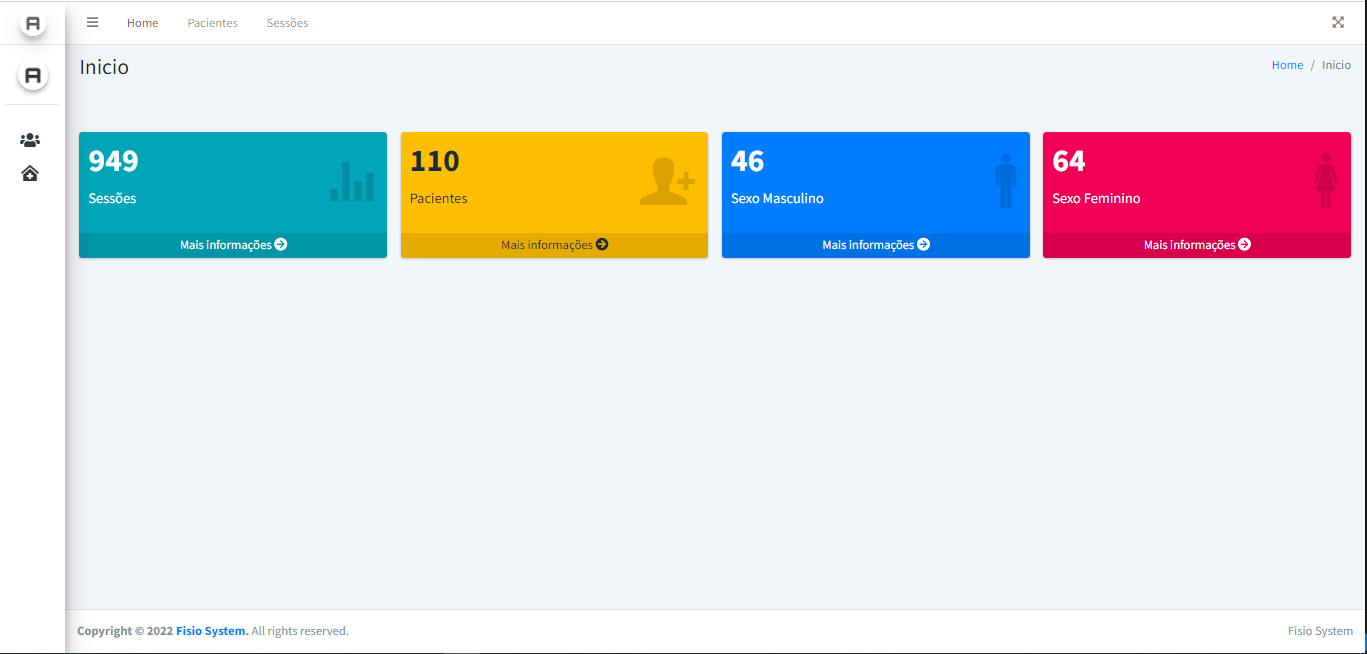 A
Home Pacientes Sessões
A
Inicio
Home / Inicio
949
Sessões
Mais informações
110
Pacientes
Mais informações
46
Sexo Masculino
Mais informações
64
Sexo Feminino
Mais informações
Copyright © 2022 Fisio System. All rights reserved.
Fisio System